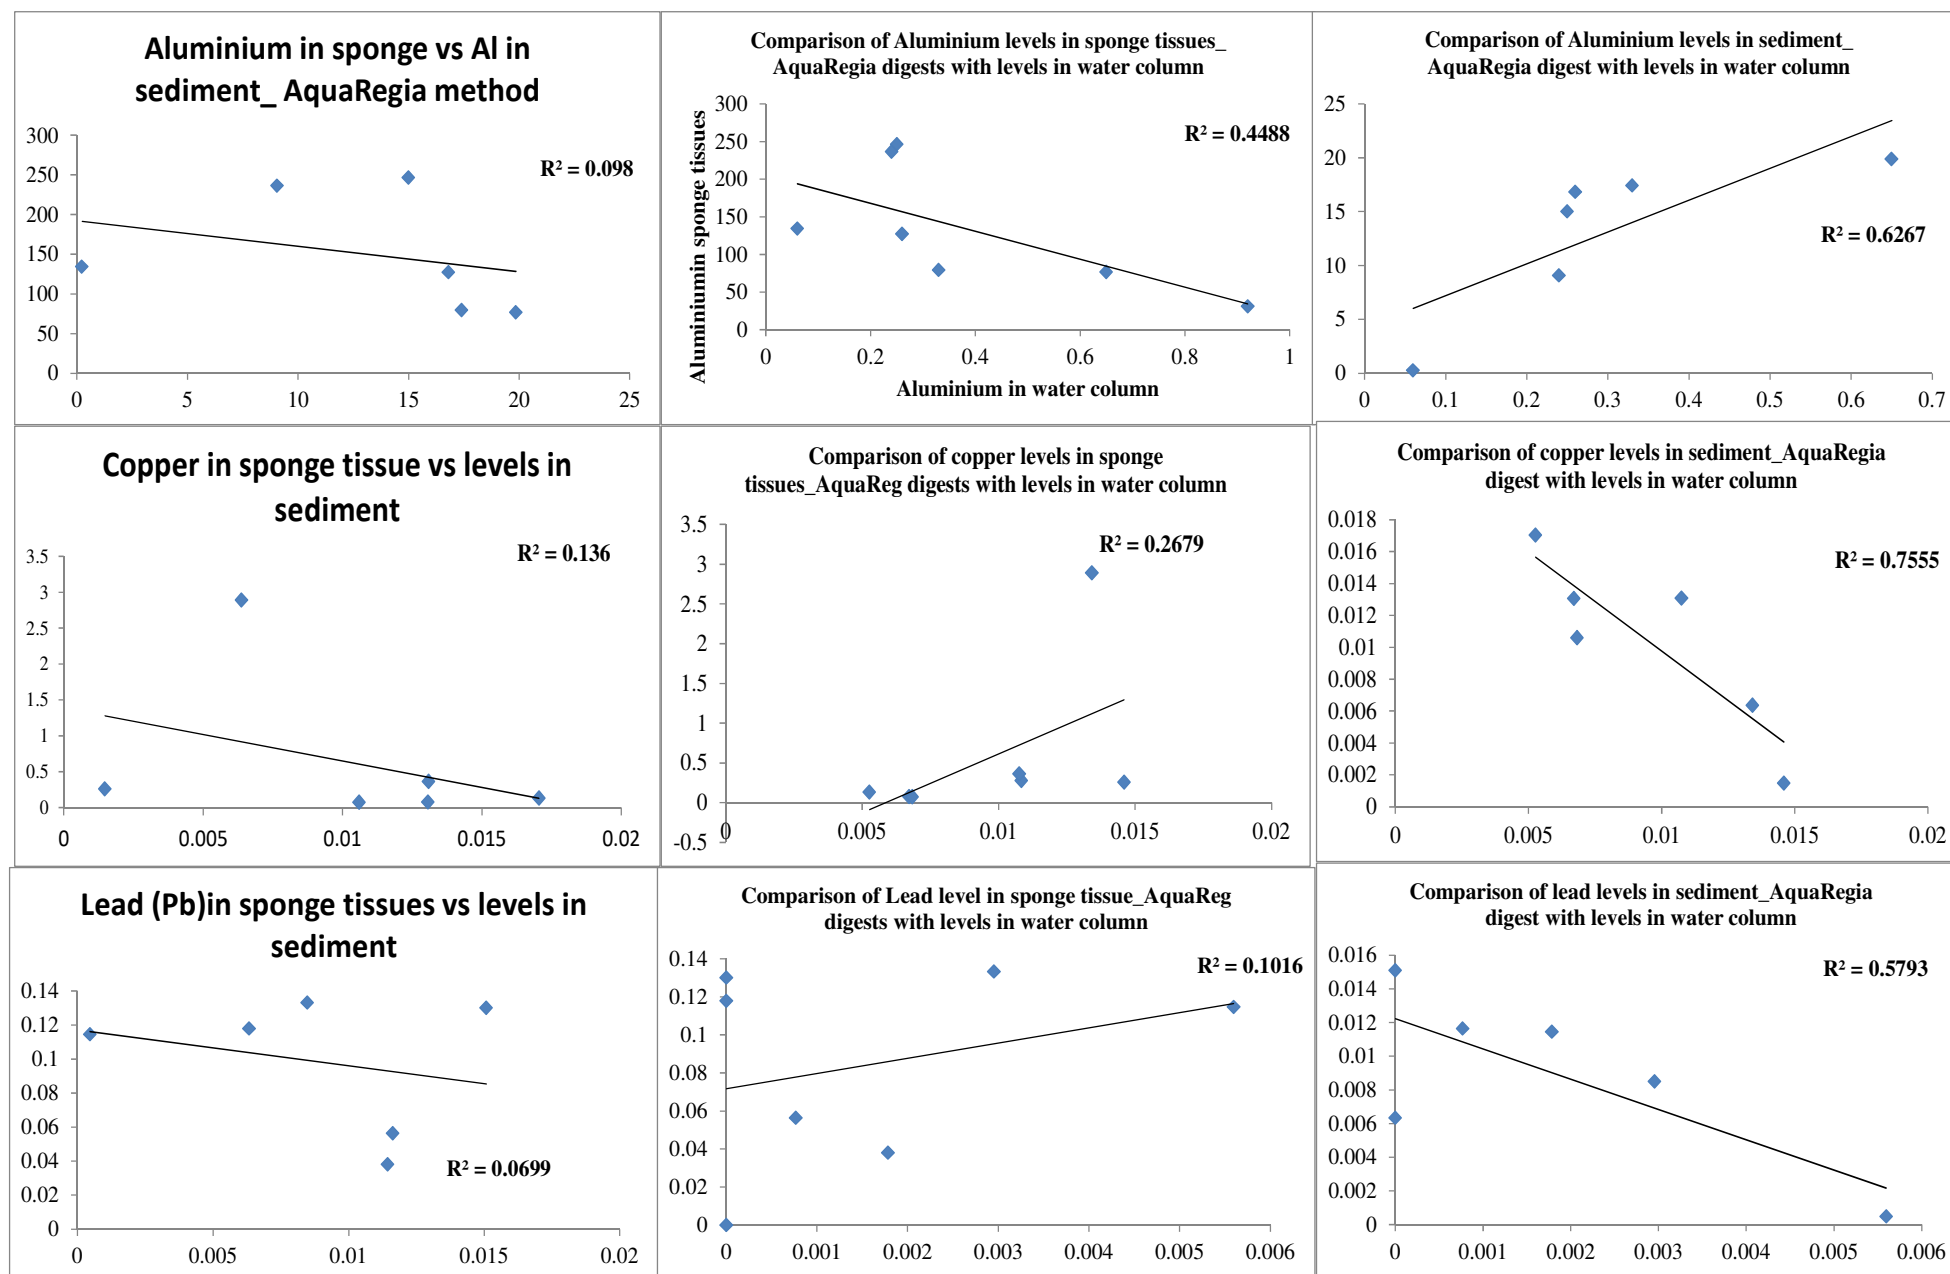 Aluminium in sponge vs Al in
sediment_ AquaRegia method
R² = 0.098
300
250
200
150
100
50
0
0 5 10 15 20 25
Comparison of Aluminium levels in sponge tissues_
AquaRegia digests with levels in water column
R² = 0.4488
Aluminiumin sponge tissues
300
250
200
150
100
50
0
0 0.2 0.4 0.6 0.8 1
Aluminium in water column
Comparison of Aluminium levels in sediment_
AquaRegia digest with levels in water column
25
20
15
10
5
0
R² = 0.6267
0 0.1 0.2 0.3 0.4 0.5 0.6 0.7
Copper in sponge tissue vs levels in
sediment
R² = 0.136
3.5
3
2.5
2
1.5
1
0.5
0
0 0.005 0.01 0.015 0.02
Comparison of copper levels in sponge
tissues_AquaReg digests with levels in water column
R² = 0.2679
3.5
3
2.5
2
1.5
1
0.5
0
-0.5
0 0.005 0.01 0.015 0.02
Comparison of copper levels in sediment_AquaRegia
digest with levels in water column
R² = 0.7555
0.018
0.016
0.014
0.012
0.01
0.008
0.006
0.004
0.002
0
0 0.005 0.01 0.015 0.02
Lead (Pb)in sponge tissues vs levels in
sediment
0.14
0.12
0.1
0.08
0.06
0.04
0.02
0
R² = 0.0699
0 0.005 0.01 0.015 0.02
Comparison of Lead level in sponge tissue_AquaReg
digests with levels in water column
R² = 0.1016
0.14
0.12
0.1
0.08
0.06
0.04
0.02
0
0 0.001 0.002 0.003 0.004 0.005 0.006
Comparison of lead levels in sediment_AquaRegia
digest with levels in water column
R² = 0.5793
0.016
0.014
0.012
0.01
0.008
0.006
0.004
0.002
0
0 0.001 0.002 0.003 0.004 0.005 0.006